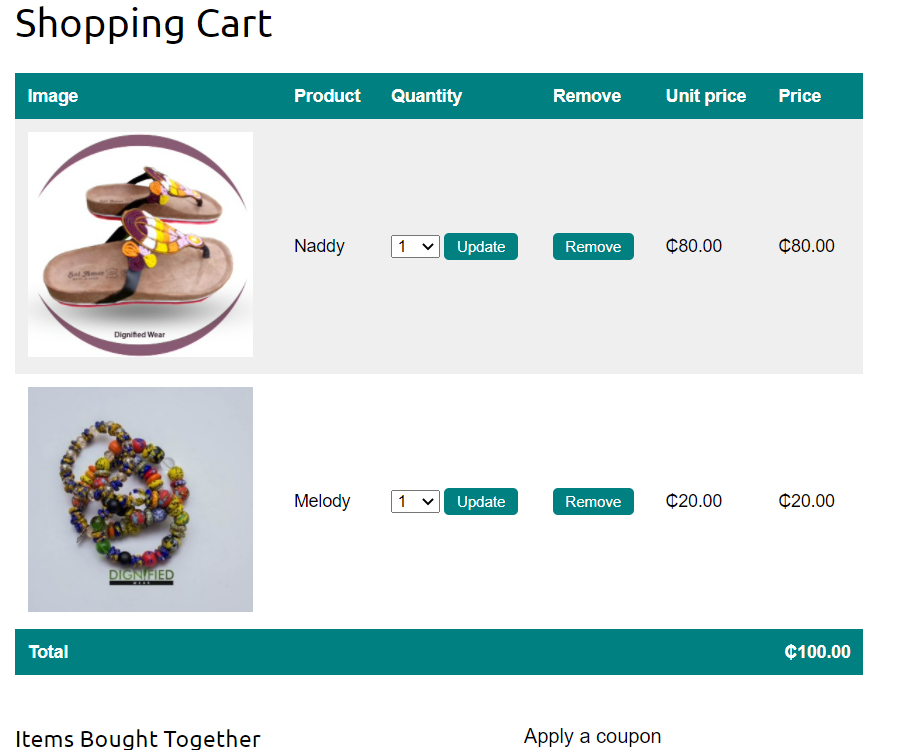 Shopping Cart
Image Product Quantity Remove Unit price Price
Dignified Wear
Naddy 1 Update Remove ₵80.00 ₵80.00
DIGNIFIED
WEAR
Melody 1 Update Remove ₵20.00 ₵20.00
Total ₵100.00
Items Bought Together
Apply a coupon